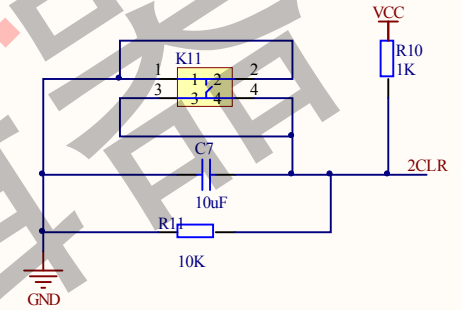 VCC
K11
R10
1K
1 1 2 2
3 3 4 4
C7
2CLR
10uF
R11
10K
GND